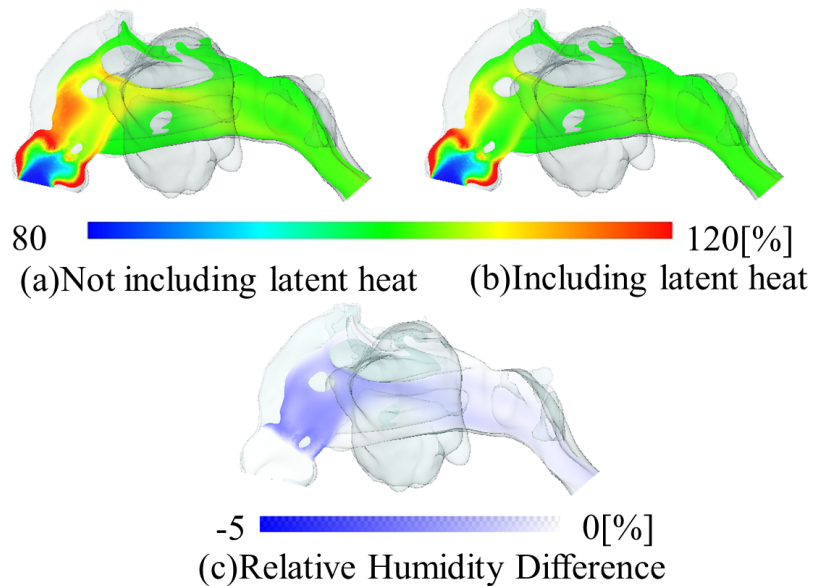 80 120[%]
(a)Not including latent heat (b)Including latent heat
-5 0[%]
(c)Relative Humidity Difference